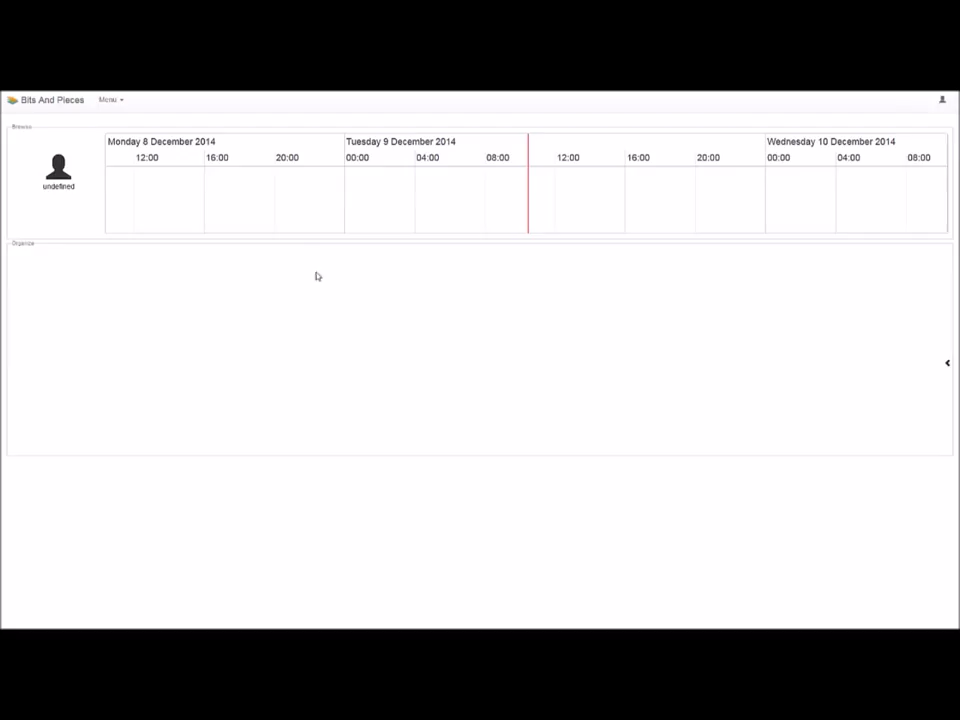 Bits And Pieces Menu
Browse
Monday 8 December 2014 Tuesday 9 December 2014 Wednesday 10 December 2014
12:00 16:00 20:00 00:00 04:00 08:00 12:00 16:00 20:00 00:00 04:00 08:00
undefined
Organize